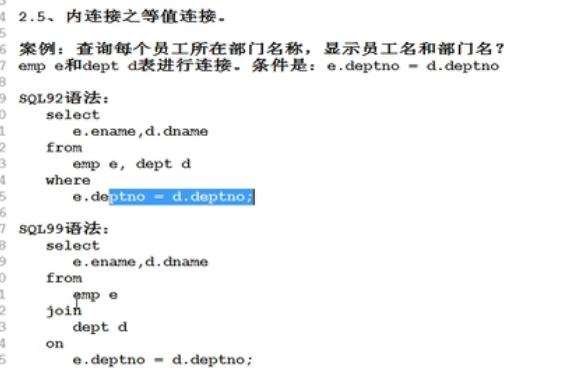 4 2.5、内连接之等值连接。
5
6 案例：查询每个员工所在部门名称，显示员工名和部门名？
7 emp e和dept d表进行连接。条件是：e.deptno = d.deptno
8
9 SQL92语法：
0 select
1 e.ename,d.dname
2 from
3 emp e, dept d
4 where
5 e.deptno = d.deptno;
6
7 SQL99语法：
8 select
9 e.ename,d.dname
0 from
1 emp e
2 join
3 dept d
4 on
5 e.deptno = d.deptno;